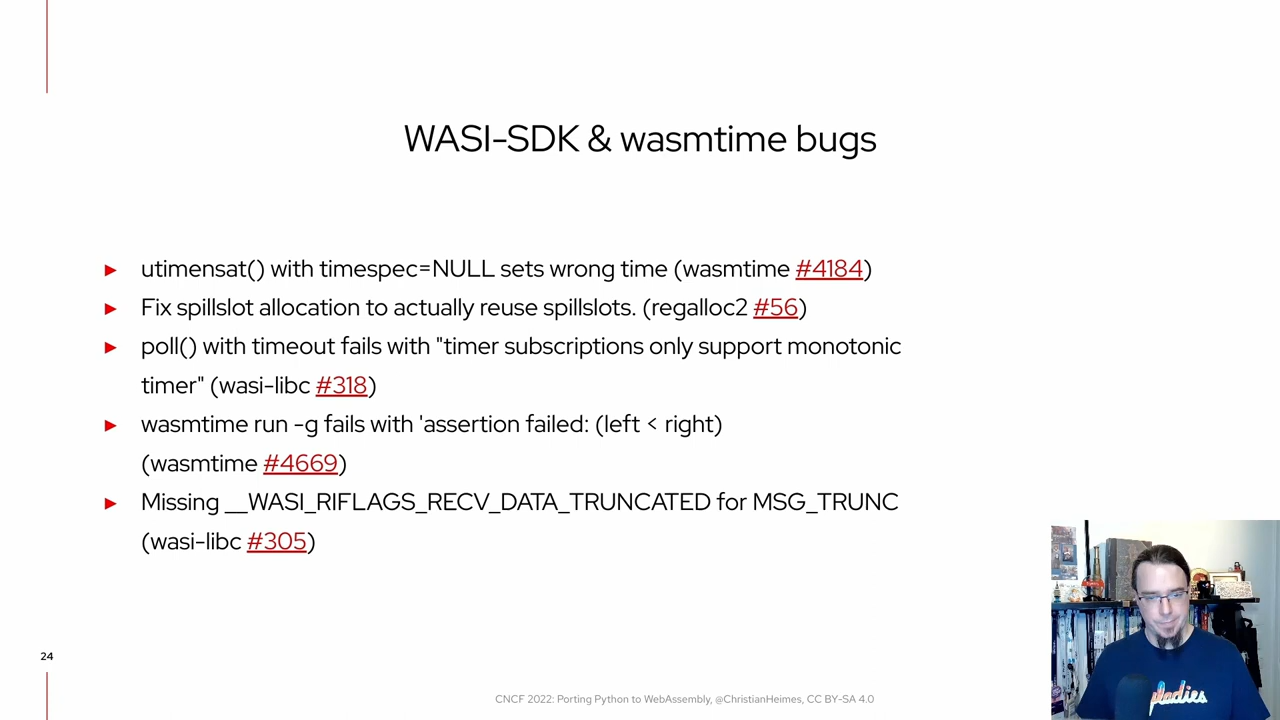 WASI-SDK & wasmtime bugs
► utimensat() with timespec=NULL sets wrong time (wasmtime #4184)
► Fix spillslot allocation to actually reuse spillslots. (regalloc2 #56)
► poll() with timeout fails with "timer subscriptions only support monotonic
timer" (wasi-libc #318)
► wasmtime run -g fails with 'assertion failed: (left < right)
(wasmtime #4669)
► Missing __WASI_RIFLAGS_RECV_DATA_TRUNCATED for MSG_TRUNC
(wasi-libc #305)
24
CNCF 2022: Porting Python to WebAssembly, @ChristianHeimes, CC BY-SA 4.0